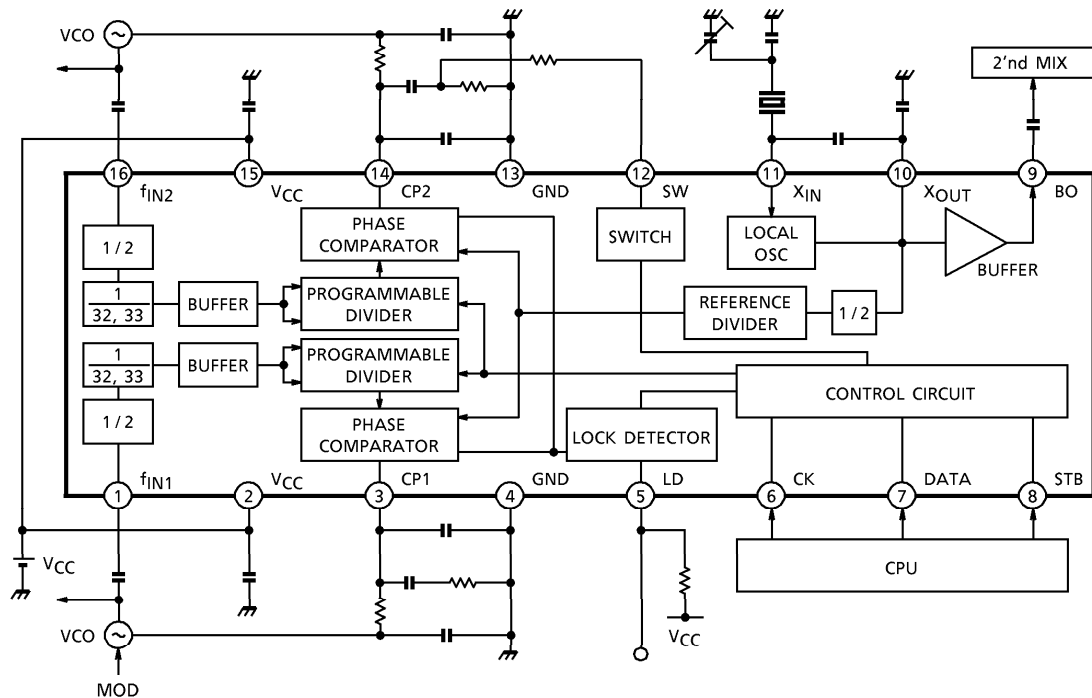 VCO
2'nd MIX
16
15
14
13
12
11
10
9
fIN2
VCC
CP2
GND
SW
XIN
XOUT
BO
1 / 2
PHASE
COMPARATOR
SWITCH
LOCAL
OSC
BUFFER
1
32, 33
BUFFER
PROGRAMMABLE
DIVIDER
REFERENCE
DIVIDER
1 / 2
1
32, 33
BUFFER
PROGRAMMABLE
DIVIDER
CONTROL CIRCUIT
1 / 2
PHASE
COMPARATOR
LOCK DETECTOR
fIN1
VCC
CP1
GND
LD
CK
DATA
STB
1
2
3
4
5
6
7
8
VCC
CPU
VCO
VCC
MOD